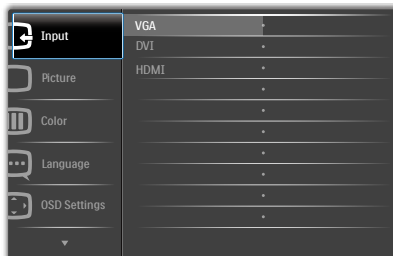 Input
Picture
Color
Language
OSD Settings
VGA
DVI
HDMI